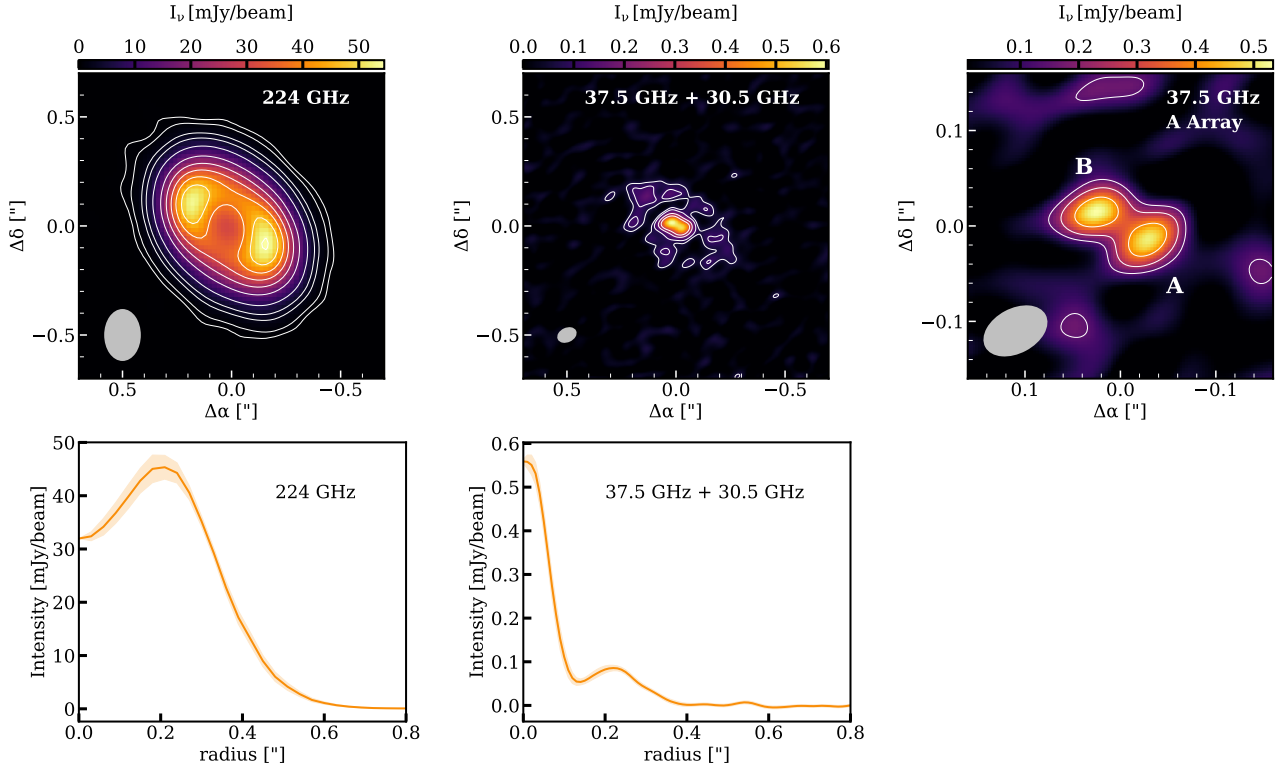 I_ν [mJy/beam]
0 10 20 30 40 50
224 GHz
Δδ ["]
0.5
0.0
−0.5
0.5 0.0 −0.5
Δα ["]
I_ν [mJy/beam]
0.0 0.1 0.2 0.3 0.4 0.5 0.6
37.5 GHz + 30.5 GHz
Δδ ["]
0.5
0.0
−0.5
0.5 0.0 −0.5
Δα ["]
I_ν [mJy/beam]
0.1 0.2 0.3 0.4 0.5
37.5 GHz
A Array
B
A
Δδ ["]
0.1
0.0
−0.1
0.1 0.0 −0.1
Δα ["]
Intensity [mJy/beam]
50
40
30
20
10
0
224 GHz
0.0 0.2 0.4 0.6 0.8
radius ["]
Intensity [mJy/beam]
0.6
0.5
0.4
0.3
0.2
0.1
0.0
37.5 GHz + 30.5 GHz
0.0 0.2 0.4 0.6 0.8
radius ["]